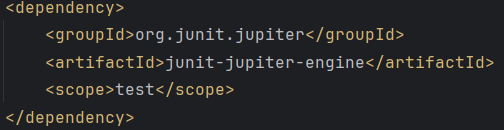 <dependency>
    <groupId>org.junit.jupiter</groupId>
    <artifactId>junit-jupiter-engine</artifactId>
    <scope>test</scope>
</dependency>